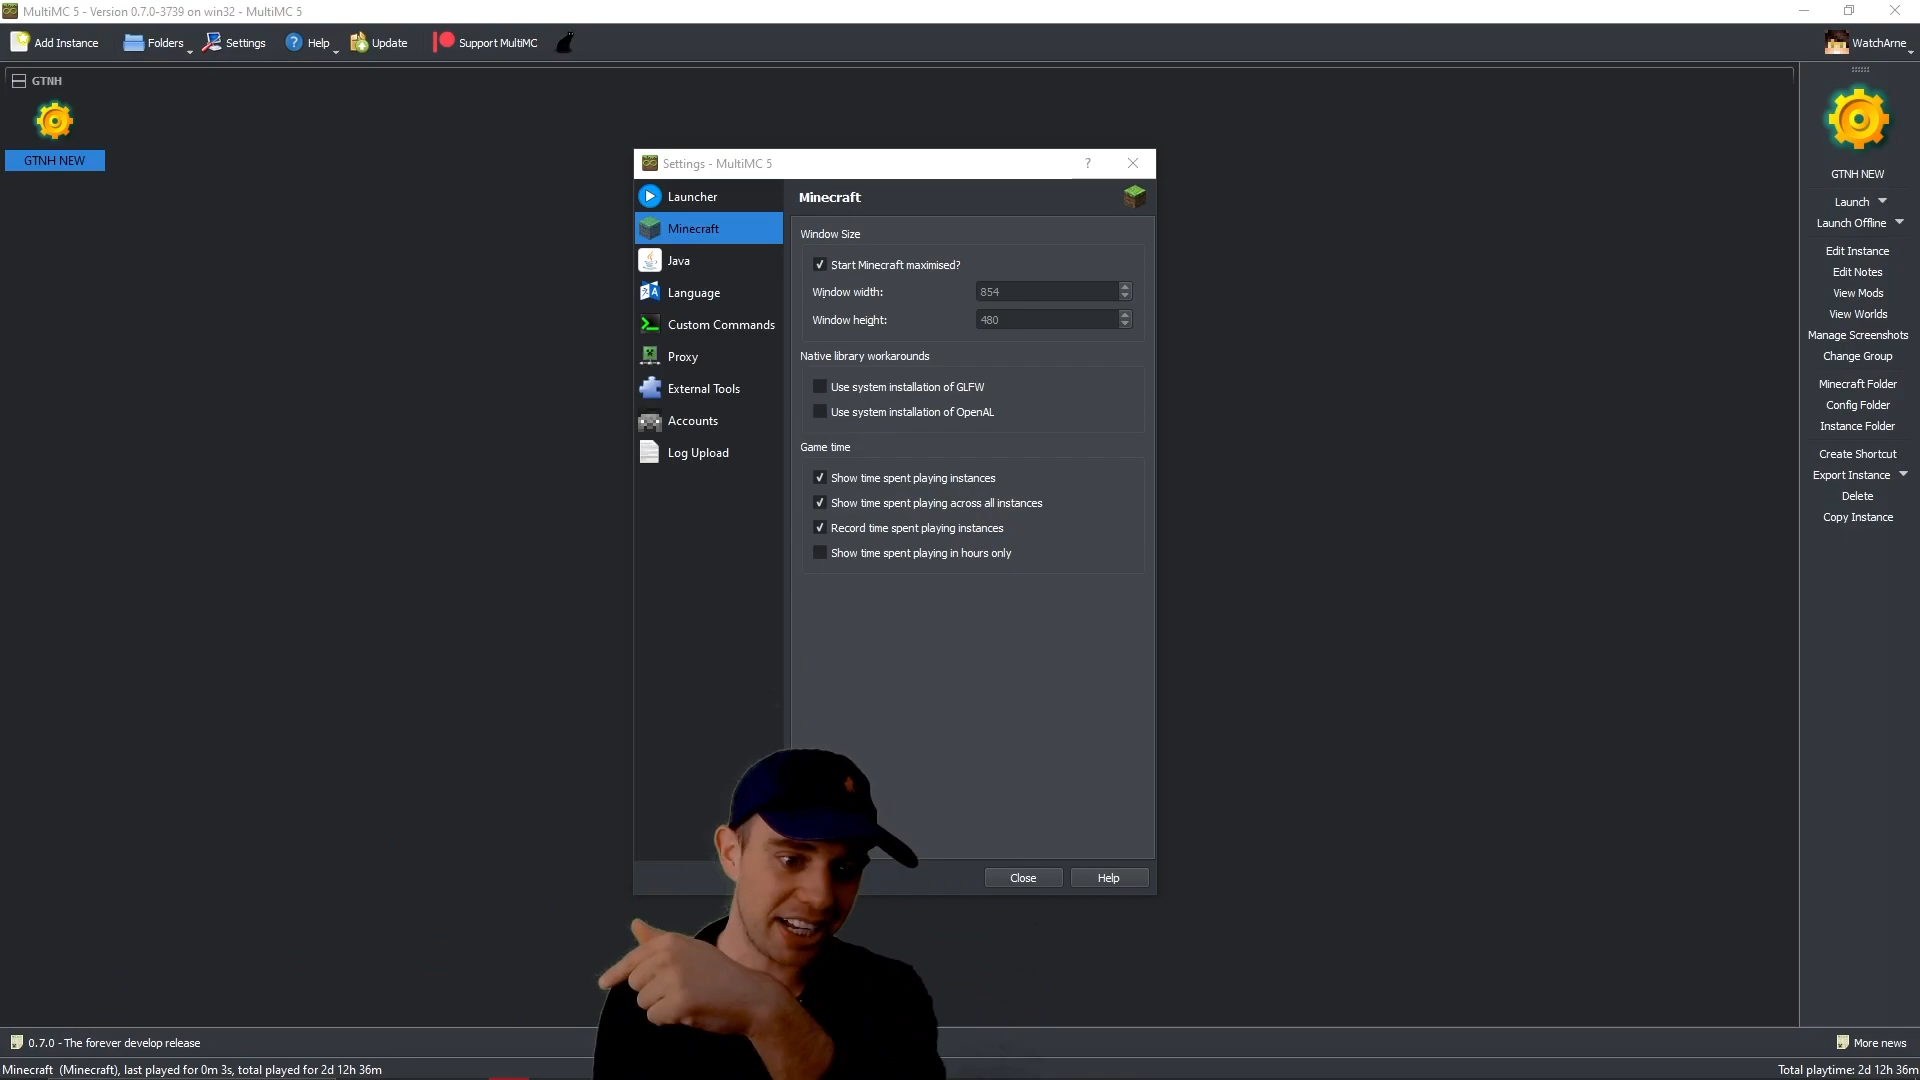 MultiMC 5 - Version 0.7.0-3739 on win32 - MultiMC 5
Add Instance
Folders
Settings
Help
Update
Support MultiMC
WatchArne
GTNH
GTNH NEW
Settings - MultiMC 5
?
Launcher
Minecraft
Java
Language
Custom Commands
Proxy
External Tools
Accounts
Log Upload
Minecraft
Window Size
Start Minecraft maximised?
Window width:
854
Window height:
480
Native library workarounds
Use system installation of GLFW
Use system installation of OpenAL
Game time
Show time spent playing instances
Show time spent playing across all instances
Record time spent playing instances
Show time spent playing in hours only
Close
Help
GTNH NEW
Launch
Launch Offline
Edit Instance
Edit Notes
View Mods
View Worlds
Manage Screenshots
Change Group
Minecraft Folder
Config Folder
Instance Folder
Create Shortcut
Export Instance
Delete
Copy Instance
0.7.0 - The forever develop release
More news
Minecraft (Minecraft), last played for 0m 3s, total played for 2d 12h 36m
Total playtime: 2d 12h 36m